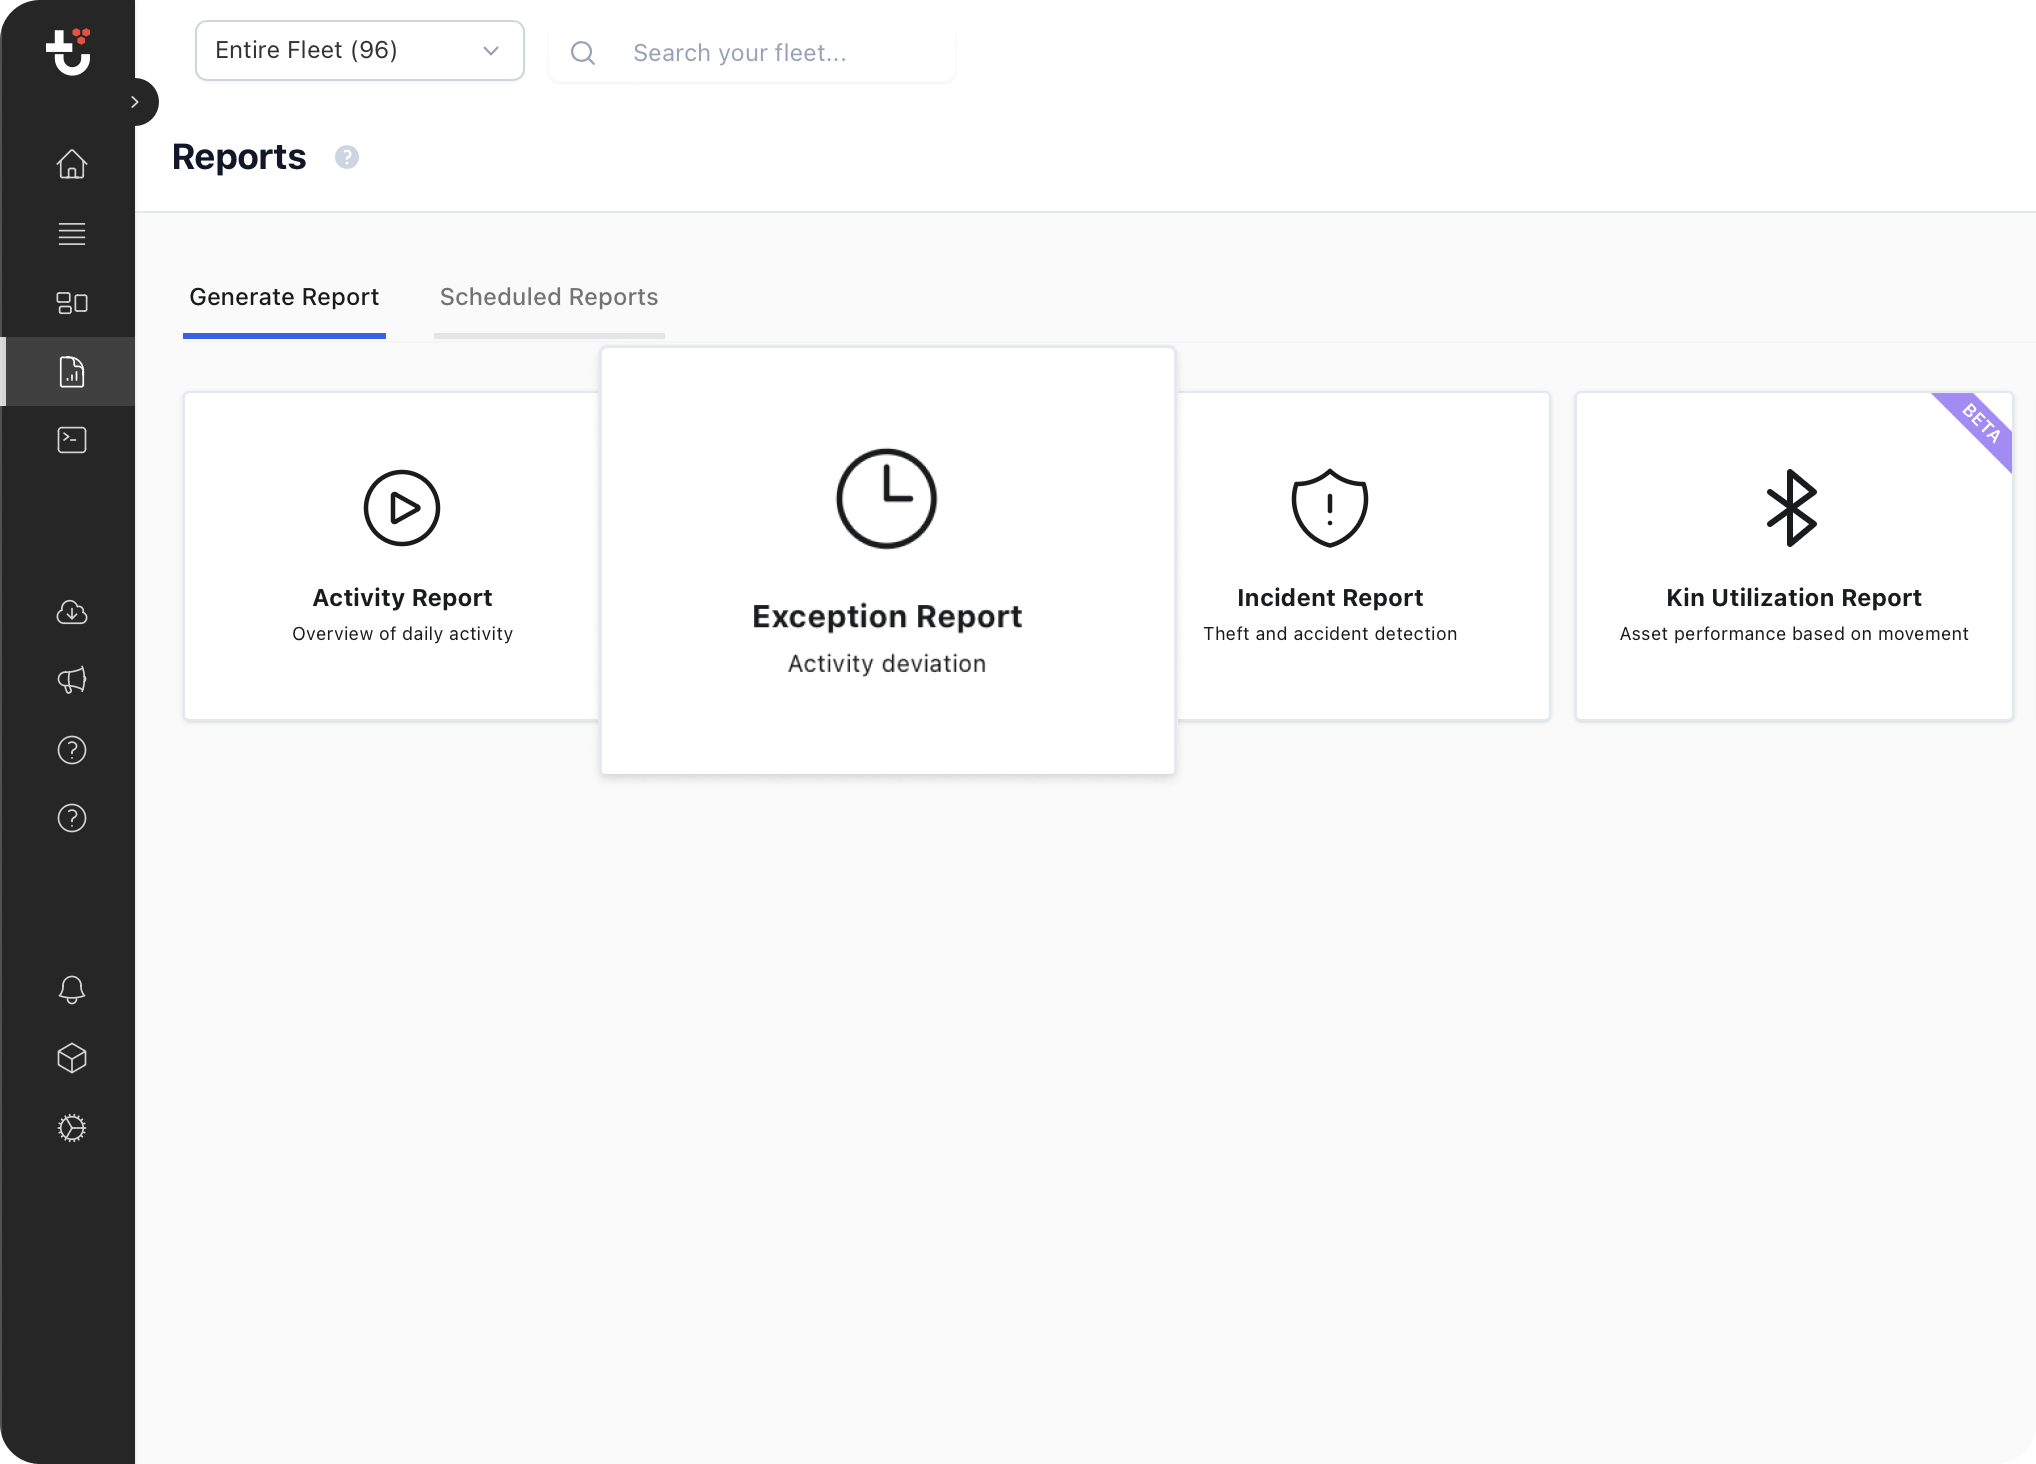 Entire Fleet (96)
Search your fleet...
Reports
Generate Report
Scheduled Reports
Activity Report
Overview of daily activity
Exception Report
Activity deviation
Incident Report
Theft and accident detection
BETA
Kin Utilization Report
Asset performance based on movement